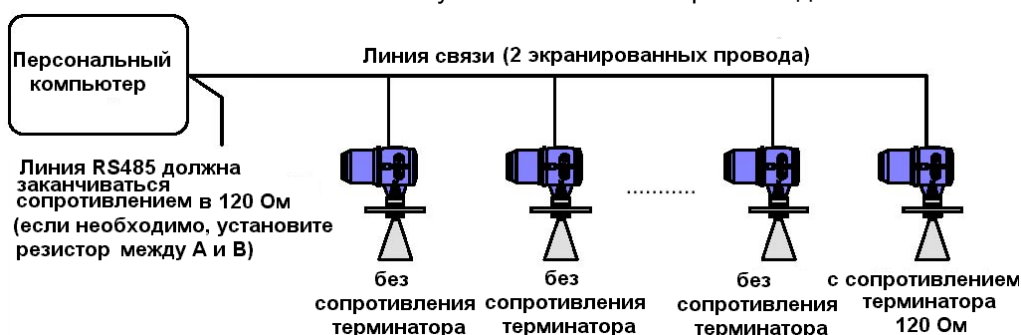 Персональный
компьютер
Линия связи (2 экранированных провода)
Линия RS485 должна
заканчиваться
сопротивлением в 120 Ом
(если необходимо, установите
резистор между А и В)
без
сопротивления
терминатора
без
сопротивления
терминатора
без
сопротивления
терминатора
с сопротивлением
терминатора
120 Ом